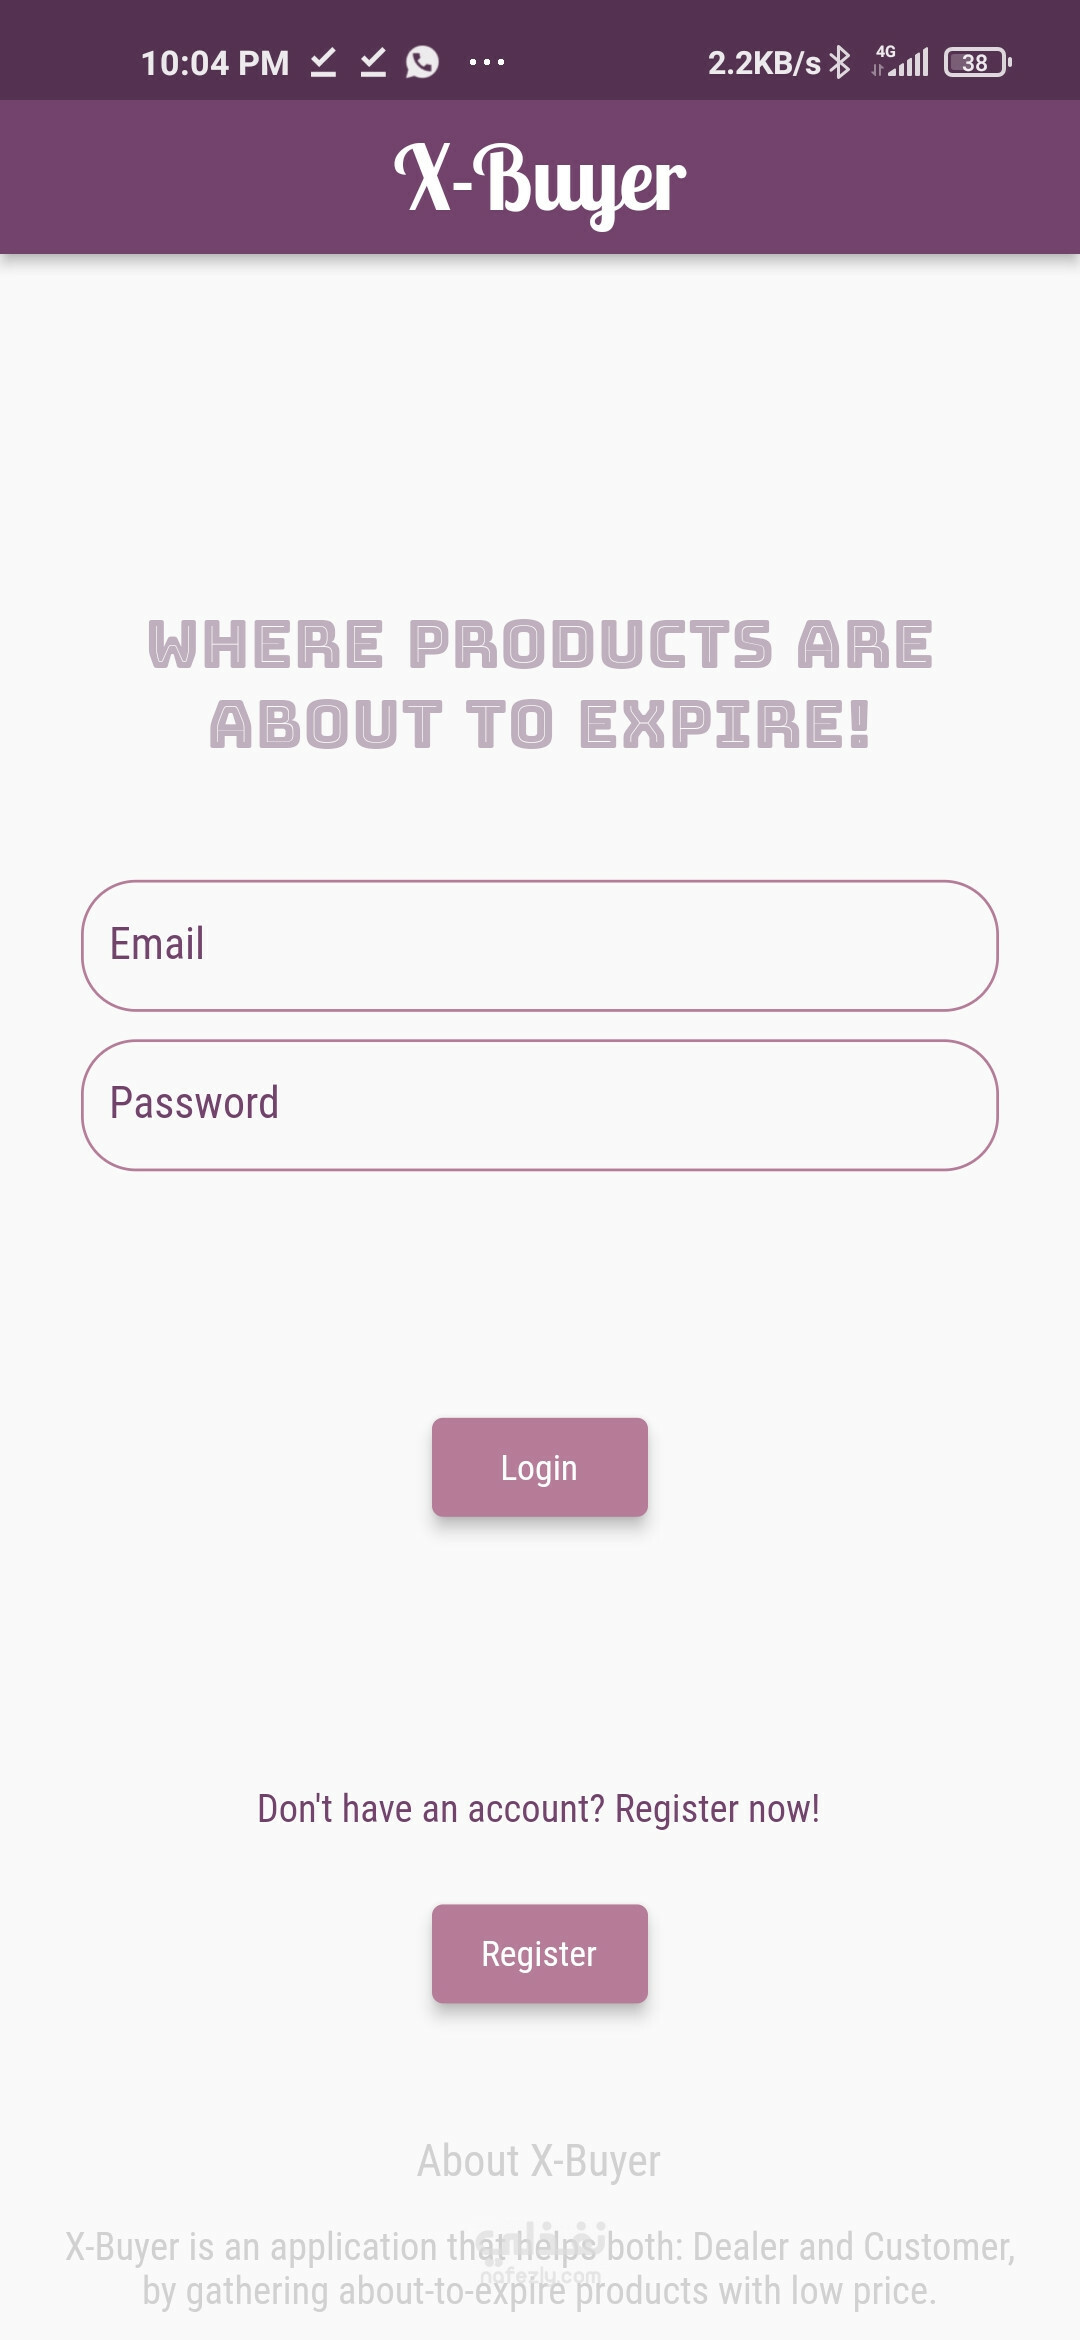 10:04 PM 2.2KB/s 4G 38
X-Buyer
WHERE PRODUCTS ARE
ABOUT TO EXPIRE!
Email
Password
Login
Don't have an account? Register now!
Register
About X-Buyer
X-Buyer is an application that helps both: Dealer and Customer,
by gathering about-to-expire products with low price.
نفذلي
nafezly.com